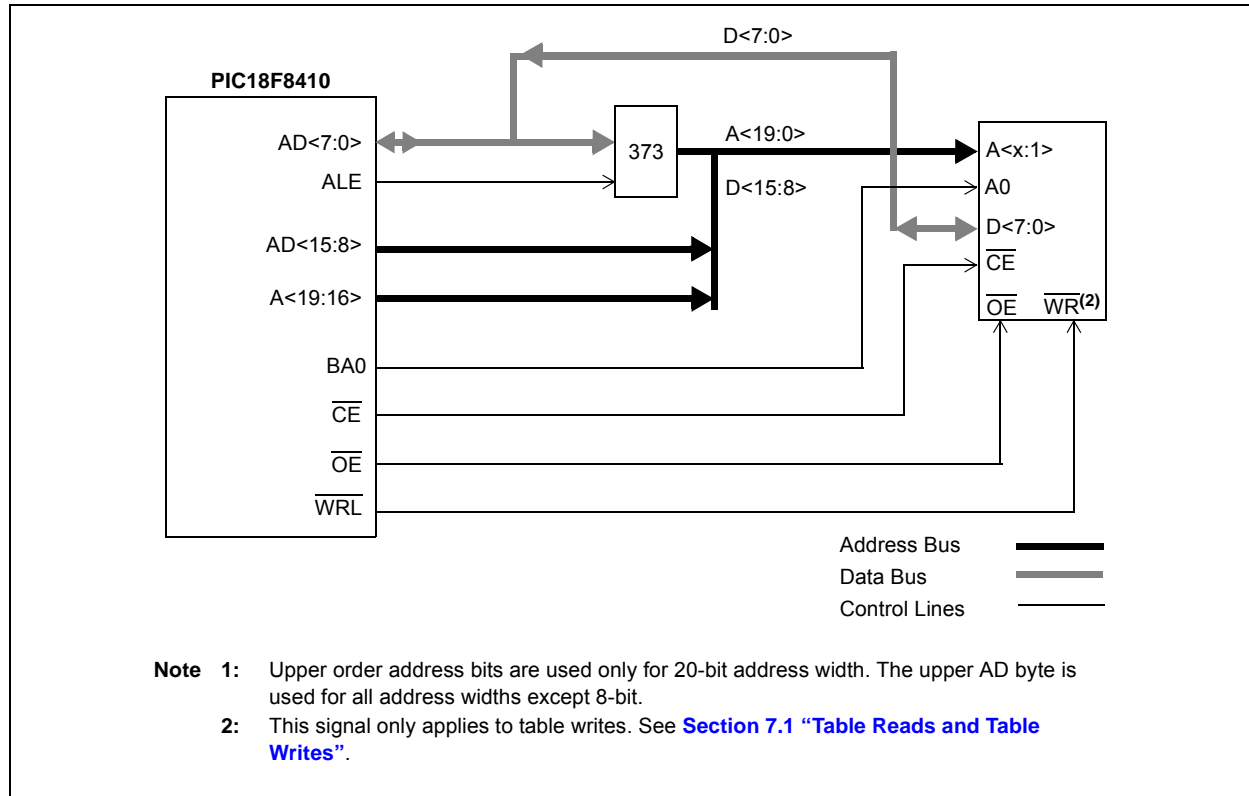 D<7:0>
PIC18F8410
AD<7:0>
373
A<19:0>
A<x:1>
ALE
D<15:8>
A0
AD<15:8>
D<7:0>
CE
A<19:16>
OE WR(2)
BA0
CE
OE
WRL
Address Bus
Data Bus
Control Lines
Note 1: Upper order address bits are used only for 20-bit address width. The upper AD byte is
used for all address widths except 8-bit.
2: This signal only applies to table writes. See Section 7.1 “Table Reads and Table
Writes”.